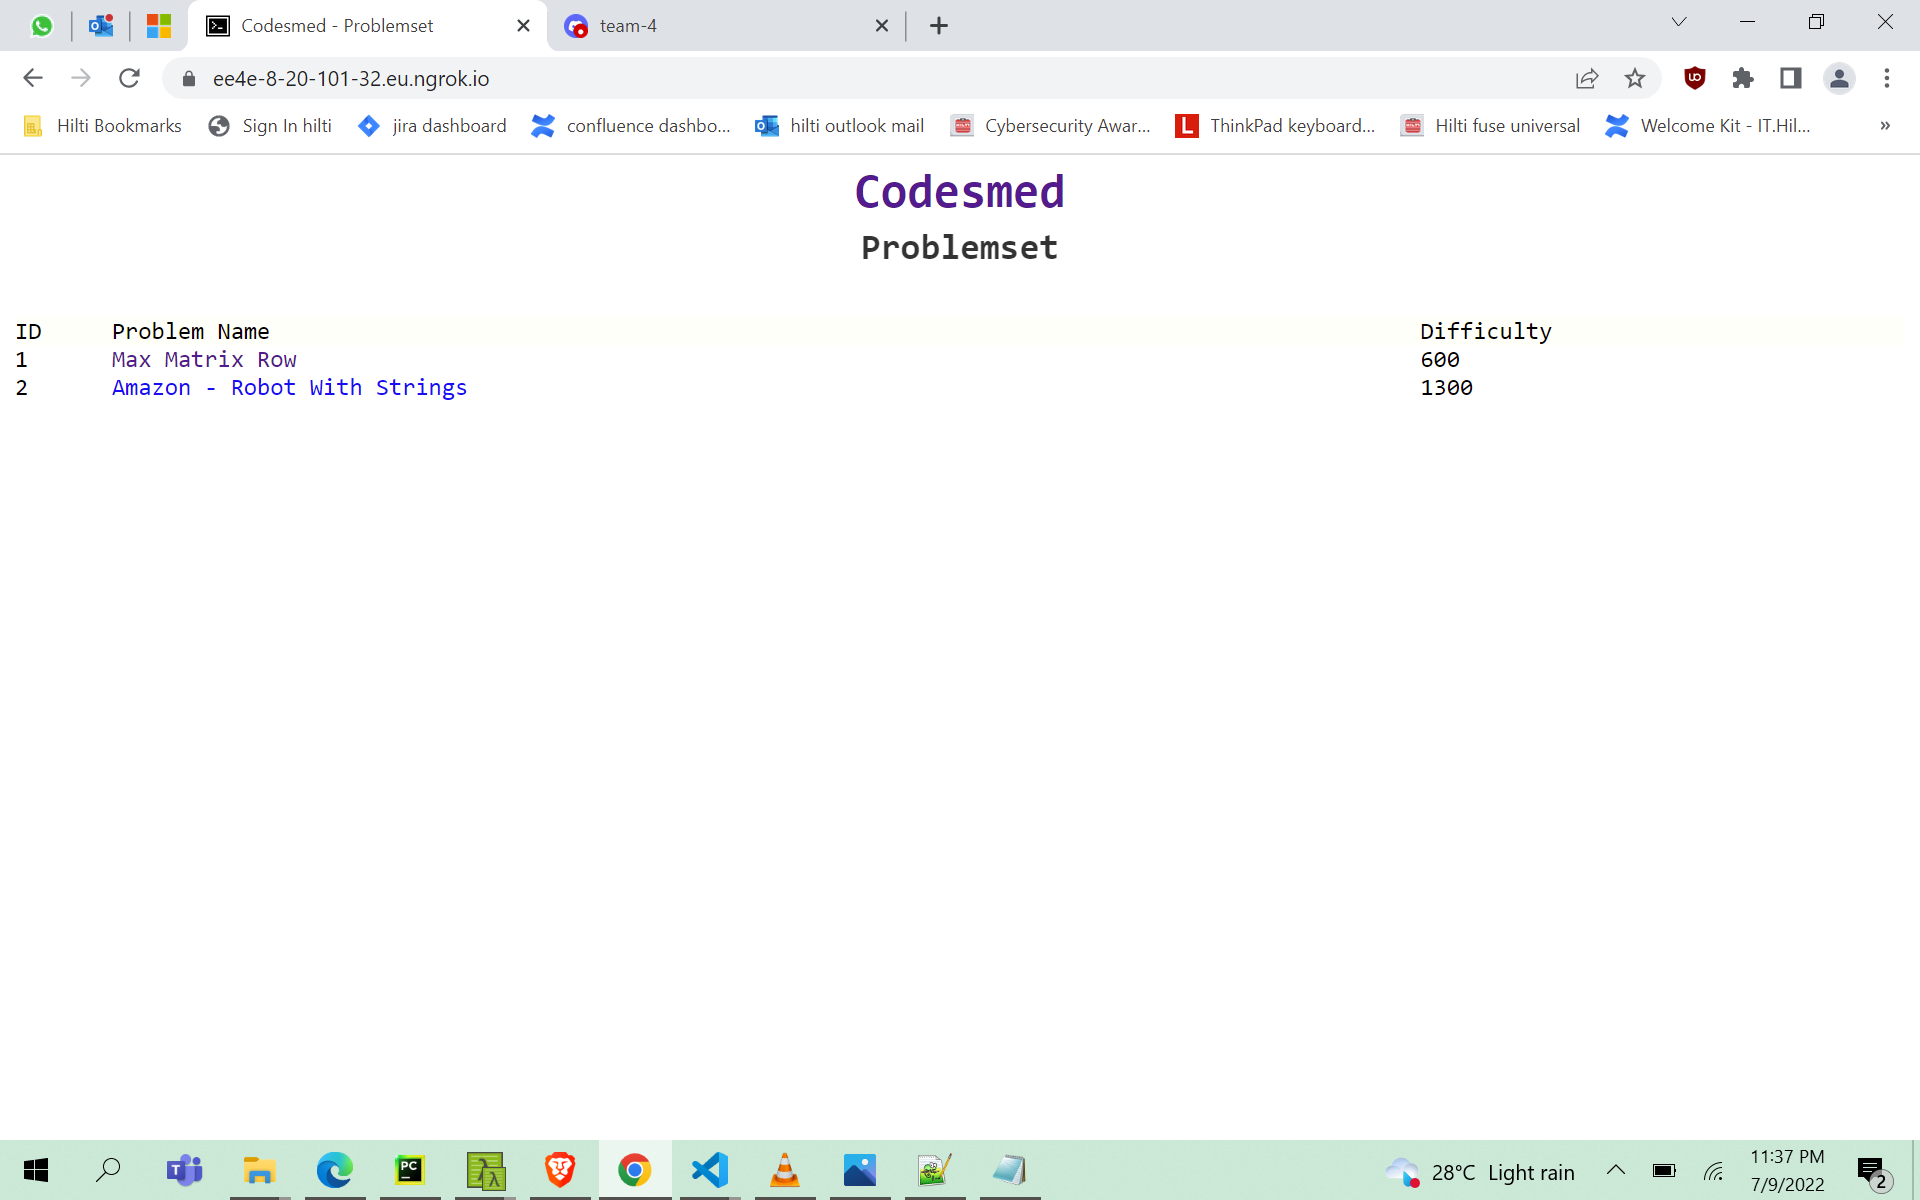 Codesmed - Problemset
team-4
ee4e-8-20-101-32.eu.ngrok.io
Hilti Bookmarks
Sign In hilti
jira dashboard
confluence dashbo...
hilti outlook mail
Cybersecurity Awar...
L
ThinkPad keyboard...
Hilti fuse universal
Welcome Kit - IT.Hil...
»
Codesmed
Problemset
ID Problem Name Difficulty
1 Max Matrix Row 600
2 Amazon - Robot With Strings 1300
28°C Light rain
11:37 PM
7/9/2022
2